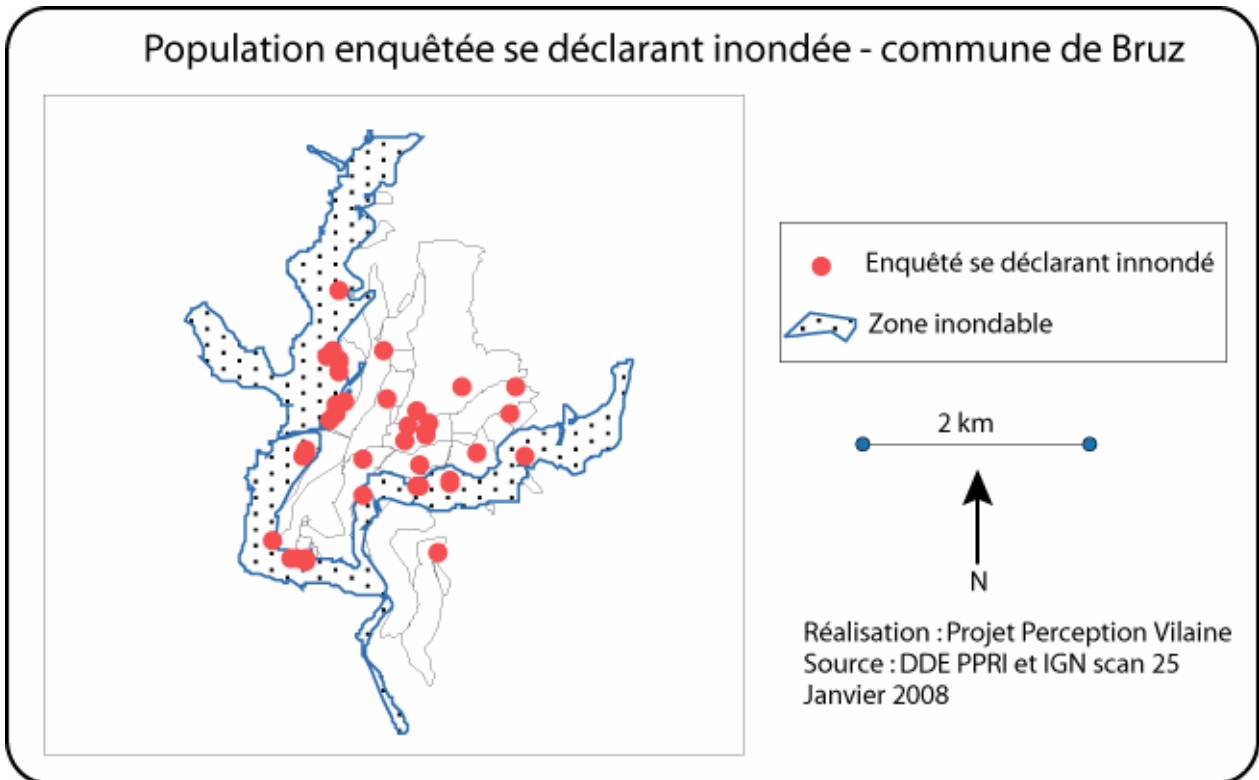 Population enquêtée se déclarant inondée - commune de Bruz
Enquêté se déclarant innondé
Zone inondable
2 km
N
Réalisation : Projet Perception Vilaine
Source : DDE PPRI et IGN scan 25
Janvier 2008